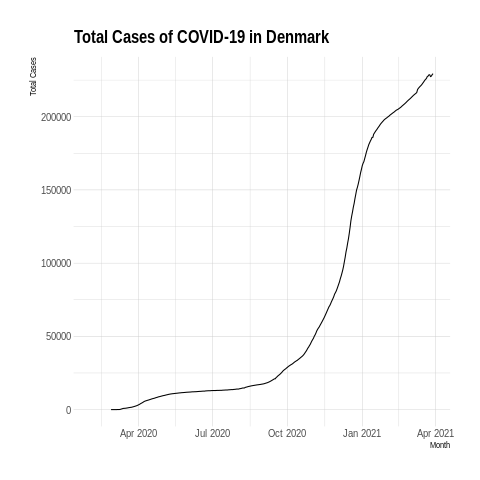 Total Cases of COVID-19 in Denmark
Total Cases
200000
150000
100000
50000
0
Apr 2020 Jul 2020 Oct 2020 Jan 2021 Apr 2021
Month